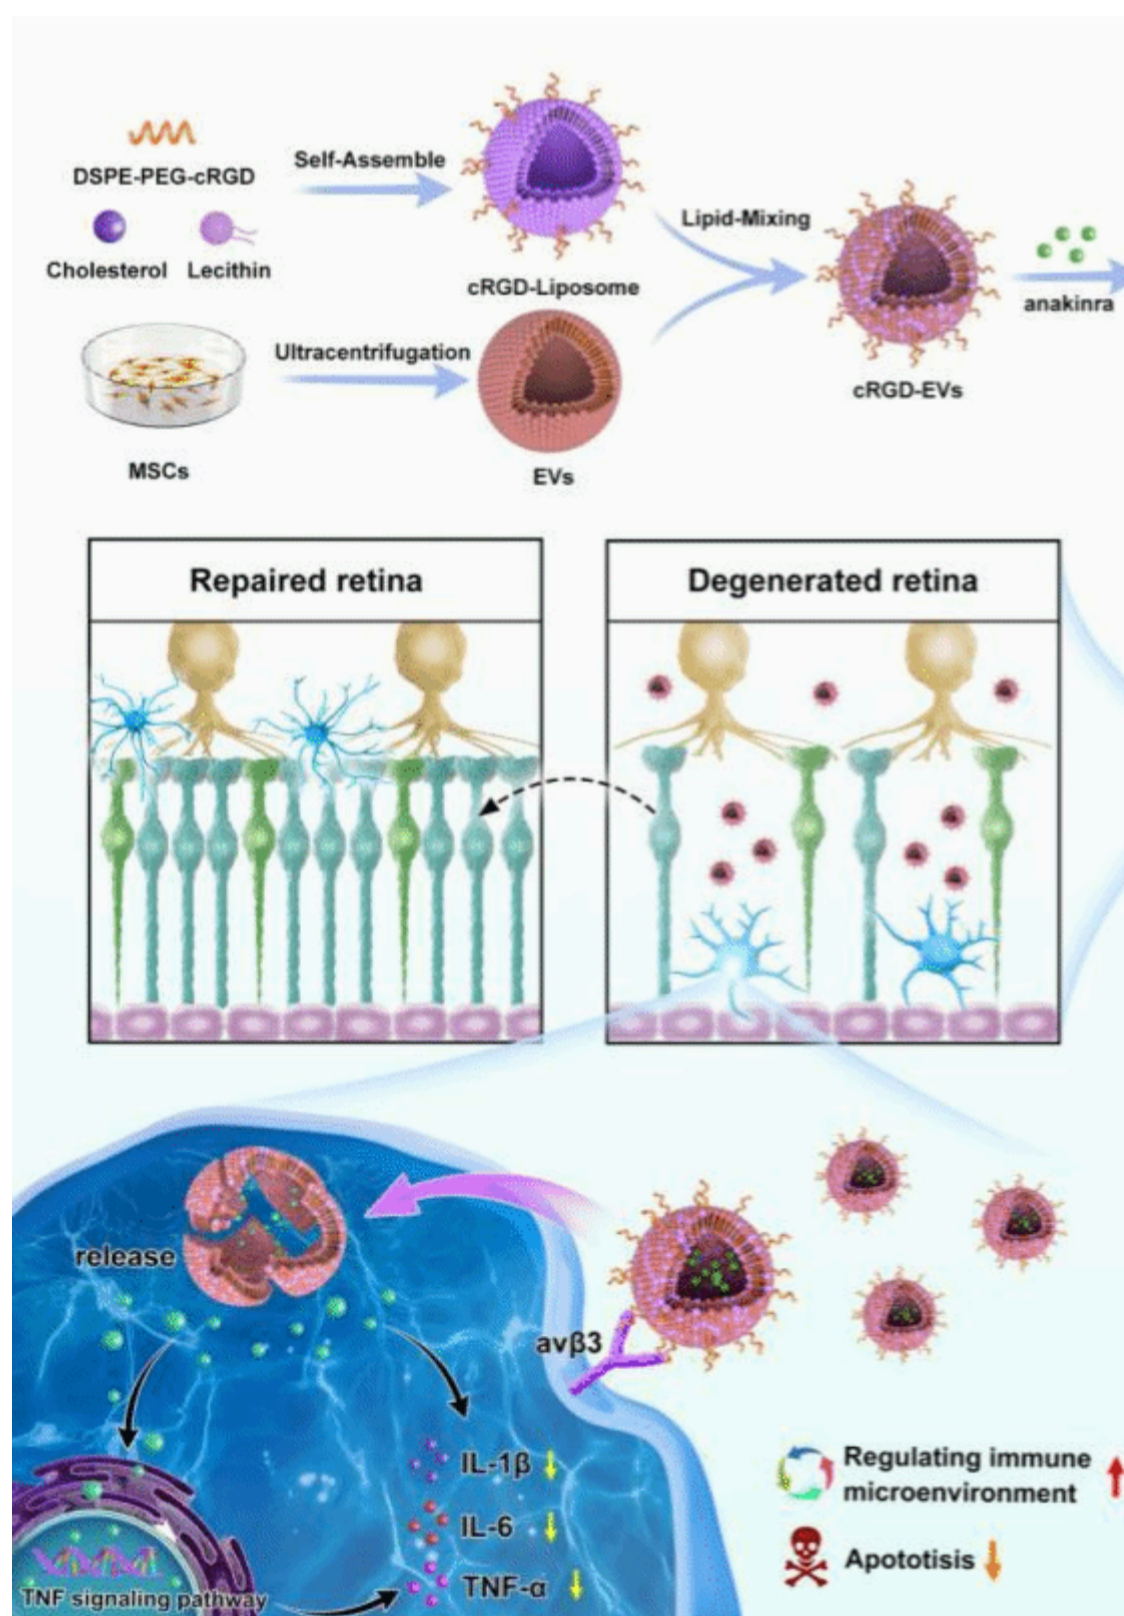 DSPE-PEG-cRGD
Self-Assemble
Cholesterol
Lecithin
cRGD-Liposome
Lipid-Mixing
anakinra
cRGD-EVs
Ultracentrifugation
MSCs
EVs
Repaired retina
Degenerated retina
release
avβ3
IL-1β
IL-6
TNF-α
TNF signaling pathway
Regulating immune
microenvironment
Apototisis